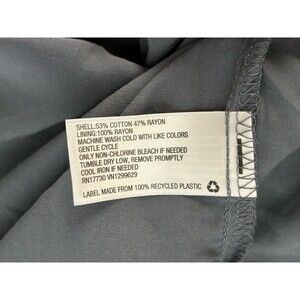 SHELL:53% COTTON 47% RAYON
LINING:100% RAYON
MACHINE WASH COLD WITH LIKE COLORS
GENTLE CYCLE
ONLY NON-CHLORINE BLEACH IF NEEDED
TUMBLE DRY LOW, REMOVE PROMPTLY
COOL IRON IF NEEDED
RN17730 VN1299629
LABEL MADE FROM 100% RECYCLED PLASTIC